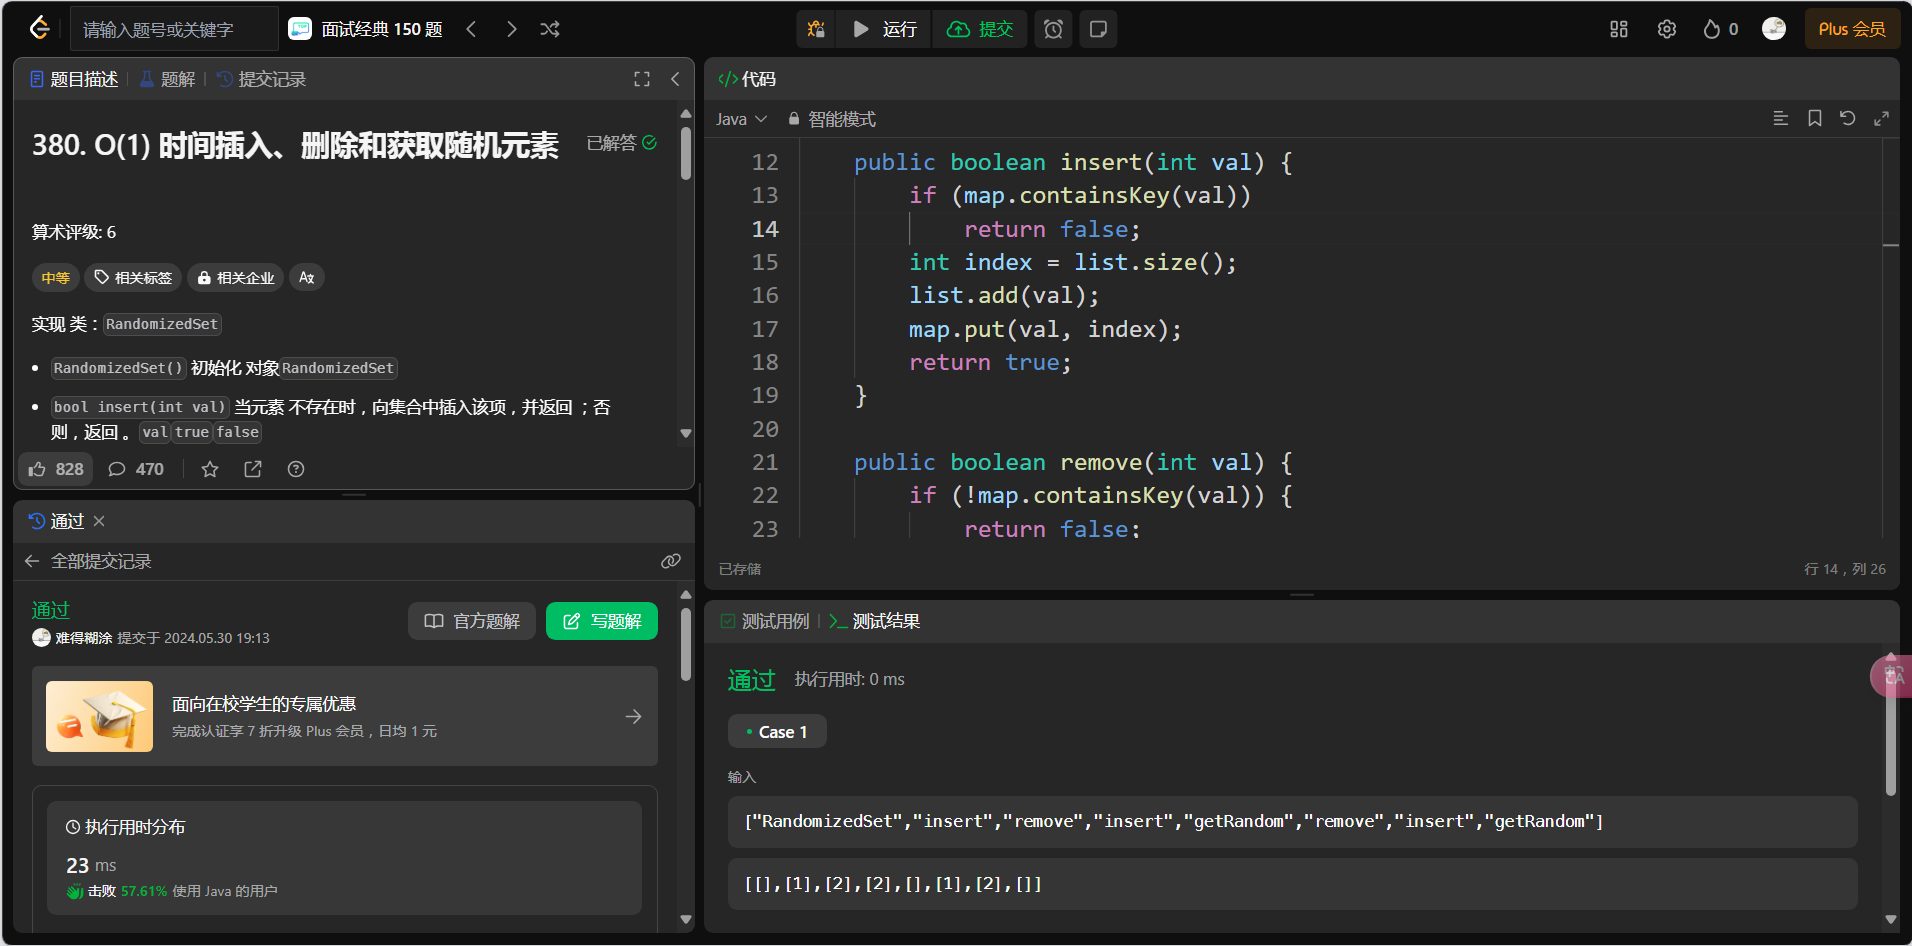 请输入题号或关键字
面试经典 150 题
运行
提交
0
Plus 会员
题目描述
题解
提交记录
380. O(1) 时间插入、删除和获取随机元素
已解答
算术评级: 6
中等
相关标签
相关企业
实现 类：RandomizedSet
RandomizedSet() 初始化 对象RandomizedSet
bool insert(int val) 当元素 不存在时，向集合中插入该项，并返回 ；否
则，返回 。val true false
828
470
通过
全部提交记录
通过
难得糊涂 提交于 2024.05.30 19:13
官方题解
写题解
面向在校学生的专属优惠
完成认证享 7 折升级 Plus 会员，日均 1 元
执行用时分布
23 ms
击败 57.61% 使用 Java 的用户
</>代码
Java
智能模式
12 public boolean insert(int val) {
13 if (map.containsKey(val))
14 return false;
15 int index = list.size();
16 list.add(val);
17 map.put(val, index);
18 return true;
19 }
20
21 public boolean remove(int val) {
22 if (!map.containsKey(val)) {
23 return false;
已存储
行 14，列 26
测试用例
测试结果
通过
执行用时: 0 ms
Case 1
输入
["RandomizedSet","insert","remove","insert","getRandom","remove","insert","getRandom"]
[[],[1],[2],[2],[],[1],[2],[]]